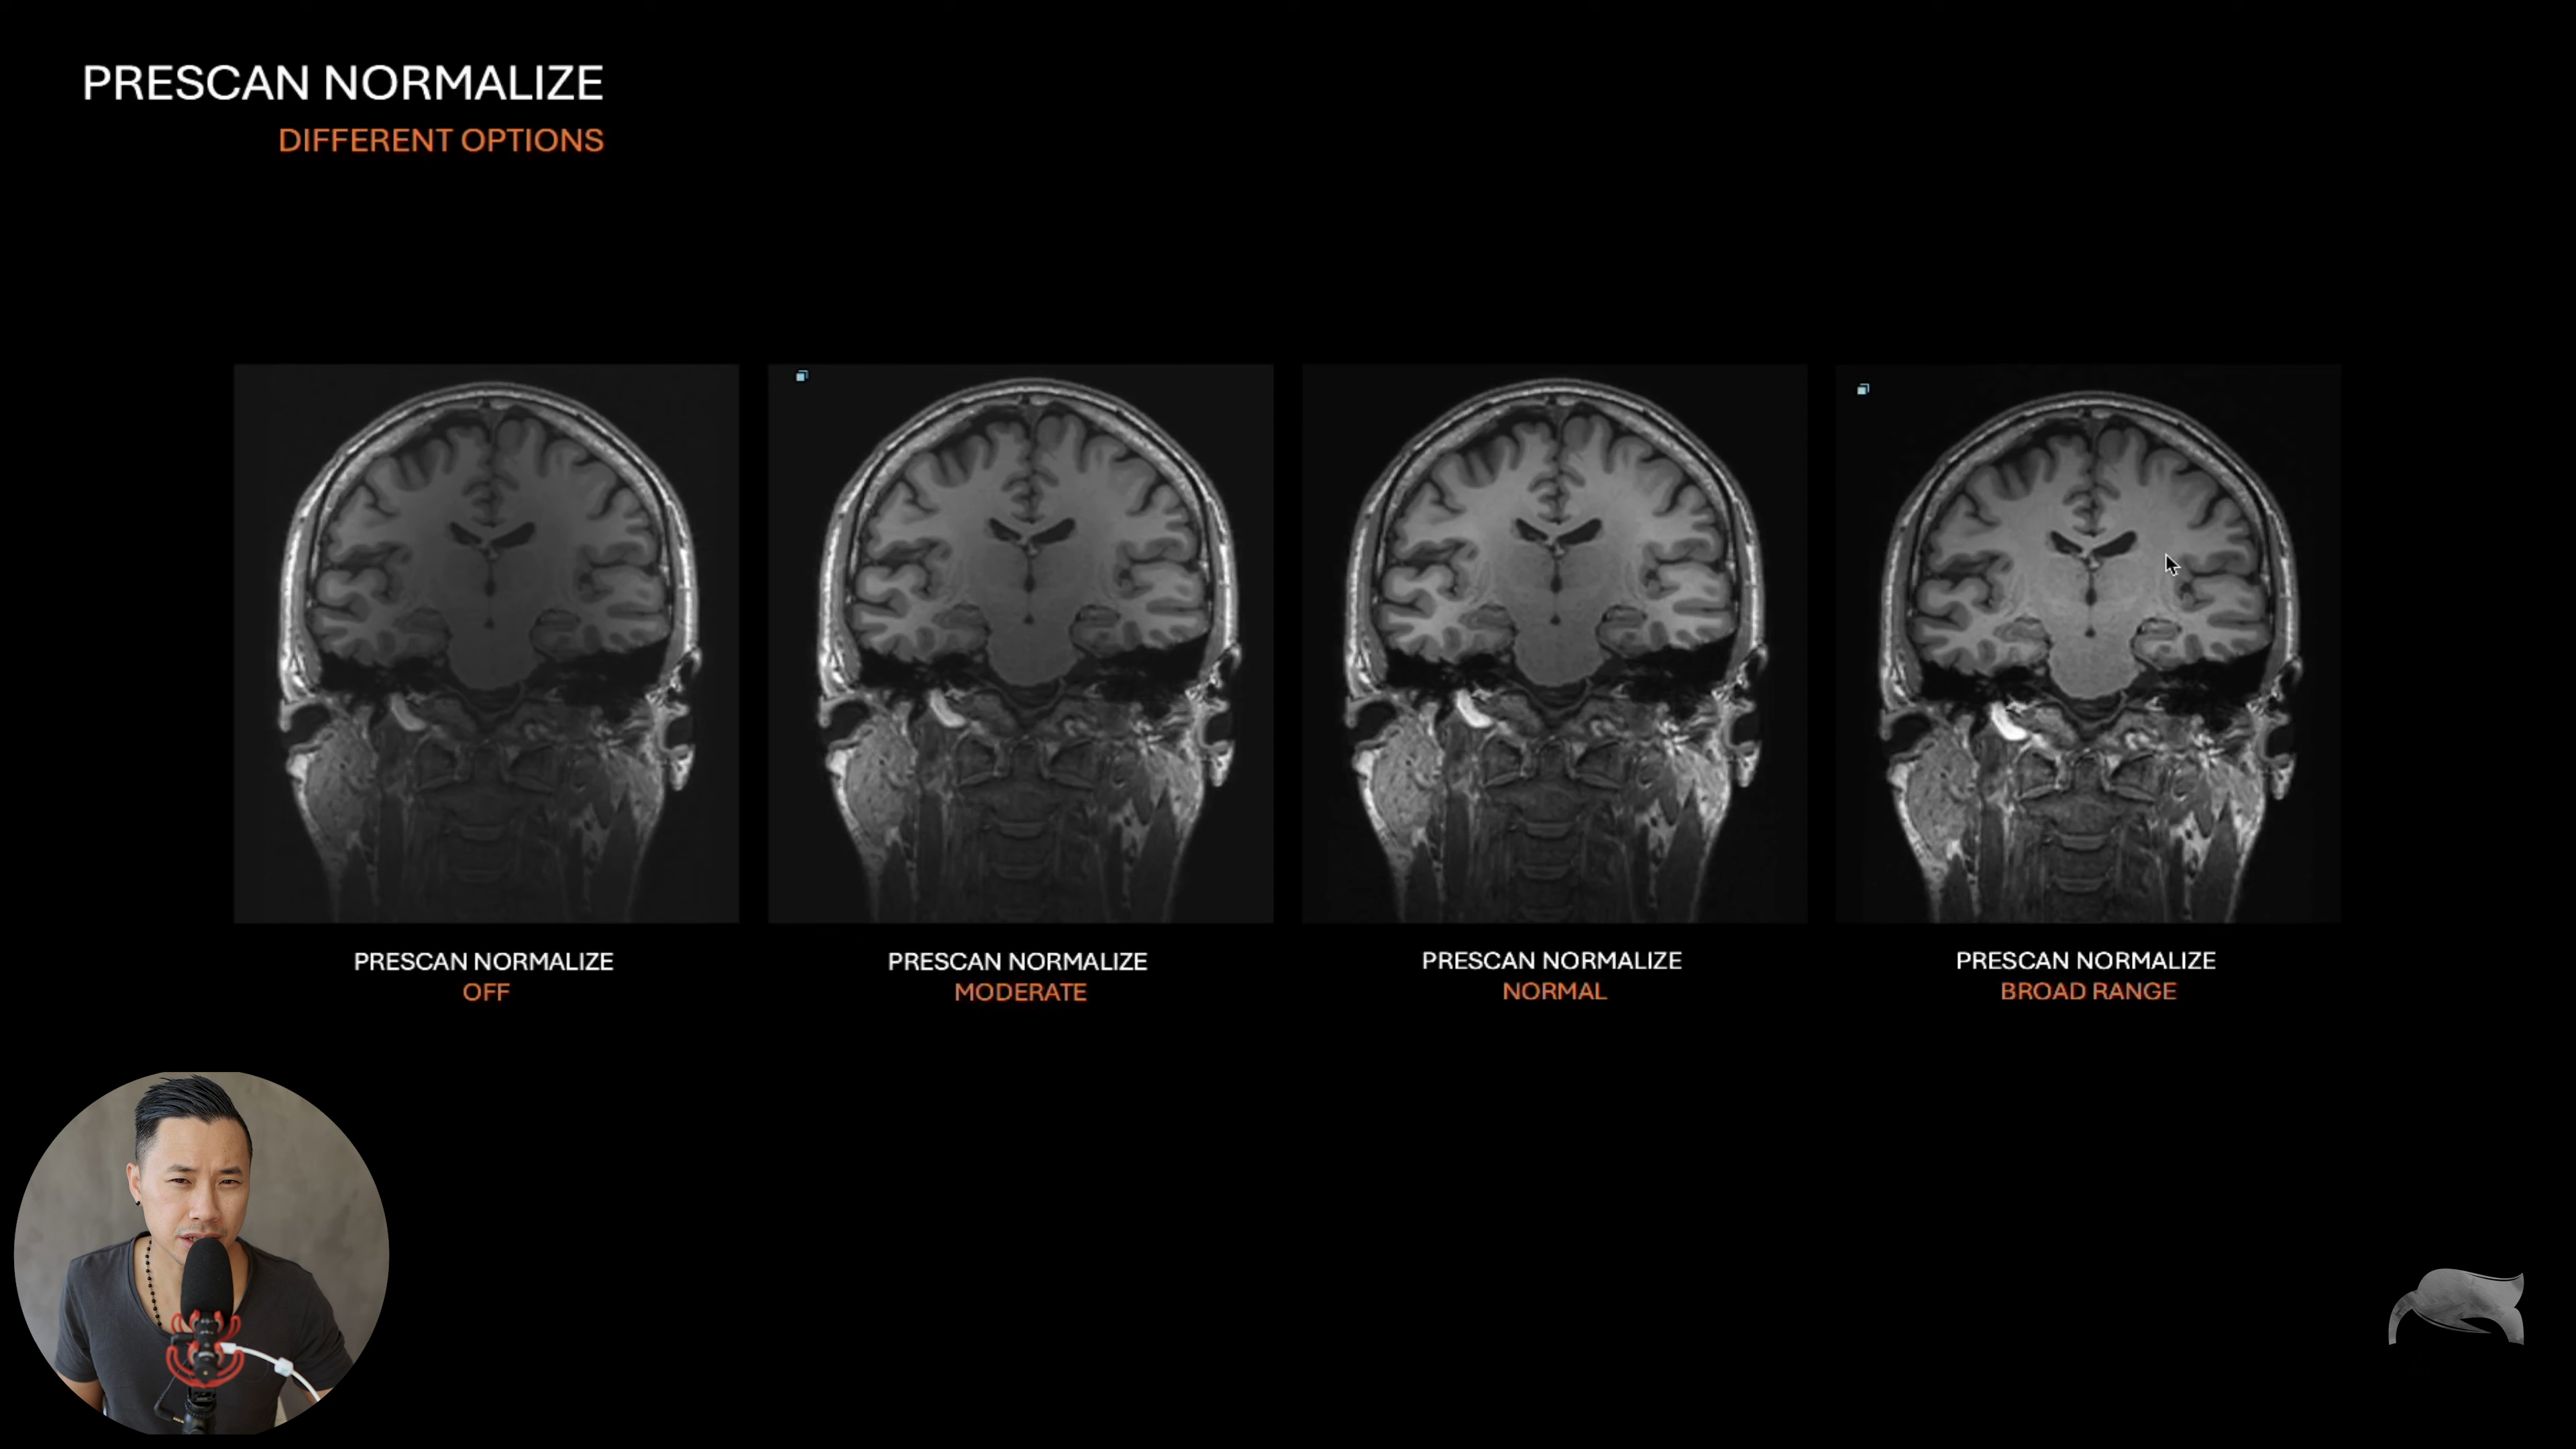 PRESCAN NORMALIZE
DIFFERENT OPTIONS
PRESCAN NORMALIZE
OFF
PRESCAN NORMALIZE
MODERATE
PRESCAN NORMALIZE
NORMAL
PRESCAN NORMALIZE
BROAD RANGE